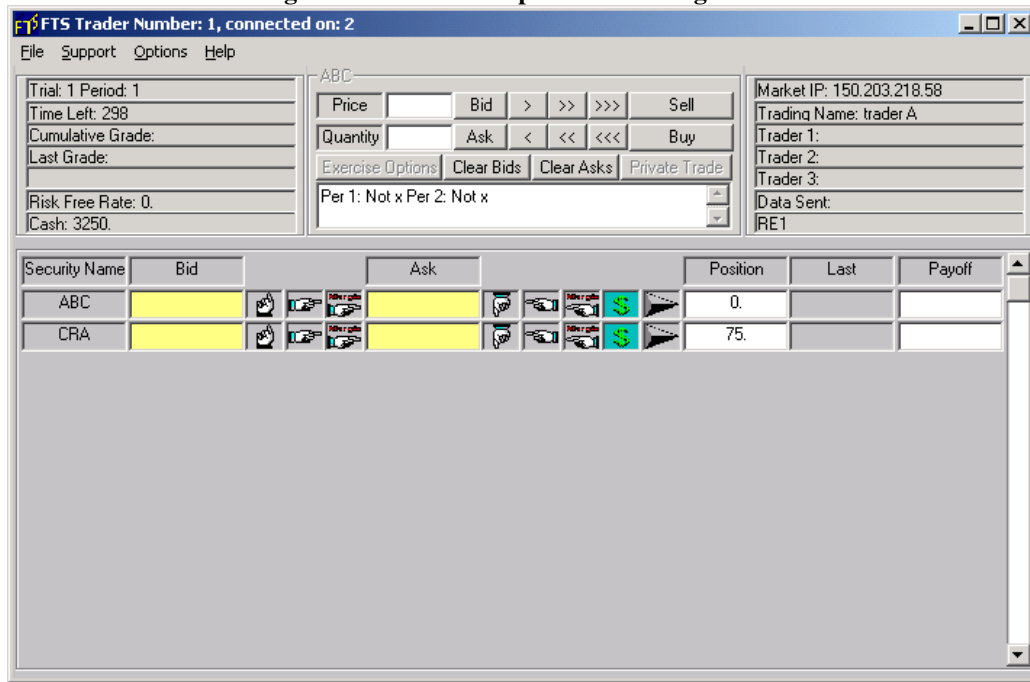 FTS Trader Number: 1, connected on: 2
File Support Options Help
Trial: 1 Period: 1
Time Left: 298
Cumulative Grade:
Last Grade:
Risk Free Rate: 0.
Cash: 3250.
ABC
Price Bid > >> >>> Sell
Quantity Ask < << <<< Buy
Exercise Options Clear Bids Clear Asks Private Trade
Per 1: Not x Per 2: Not x
Market IP: 150.203.218.58
Trading Name: trader A
Trader 1:
Trader 2:
Trader 3:
Data Sent:
RE1
Security Name Bid Ask Position Last Payoff
ABC Margin Margin $ 0.
CRA Margin Margin $ 75.